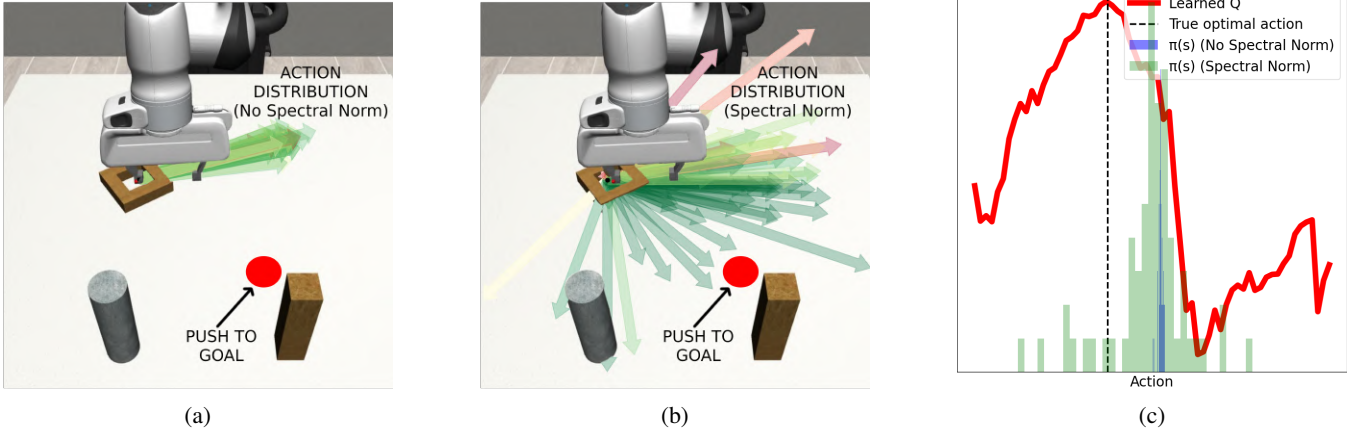 ACTION
DISTRIBUTION
(No Spectral Norm)
PUSH TO
GOAL
(a)
ACTION
DISTRIBUTION
(Spectral Norm)
PUSH TO
GOAL
(b)
Learned Q
True optimal action
π(s) (No Spectral Norm)
π(s) (Spectral Norm)
Action
(c)